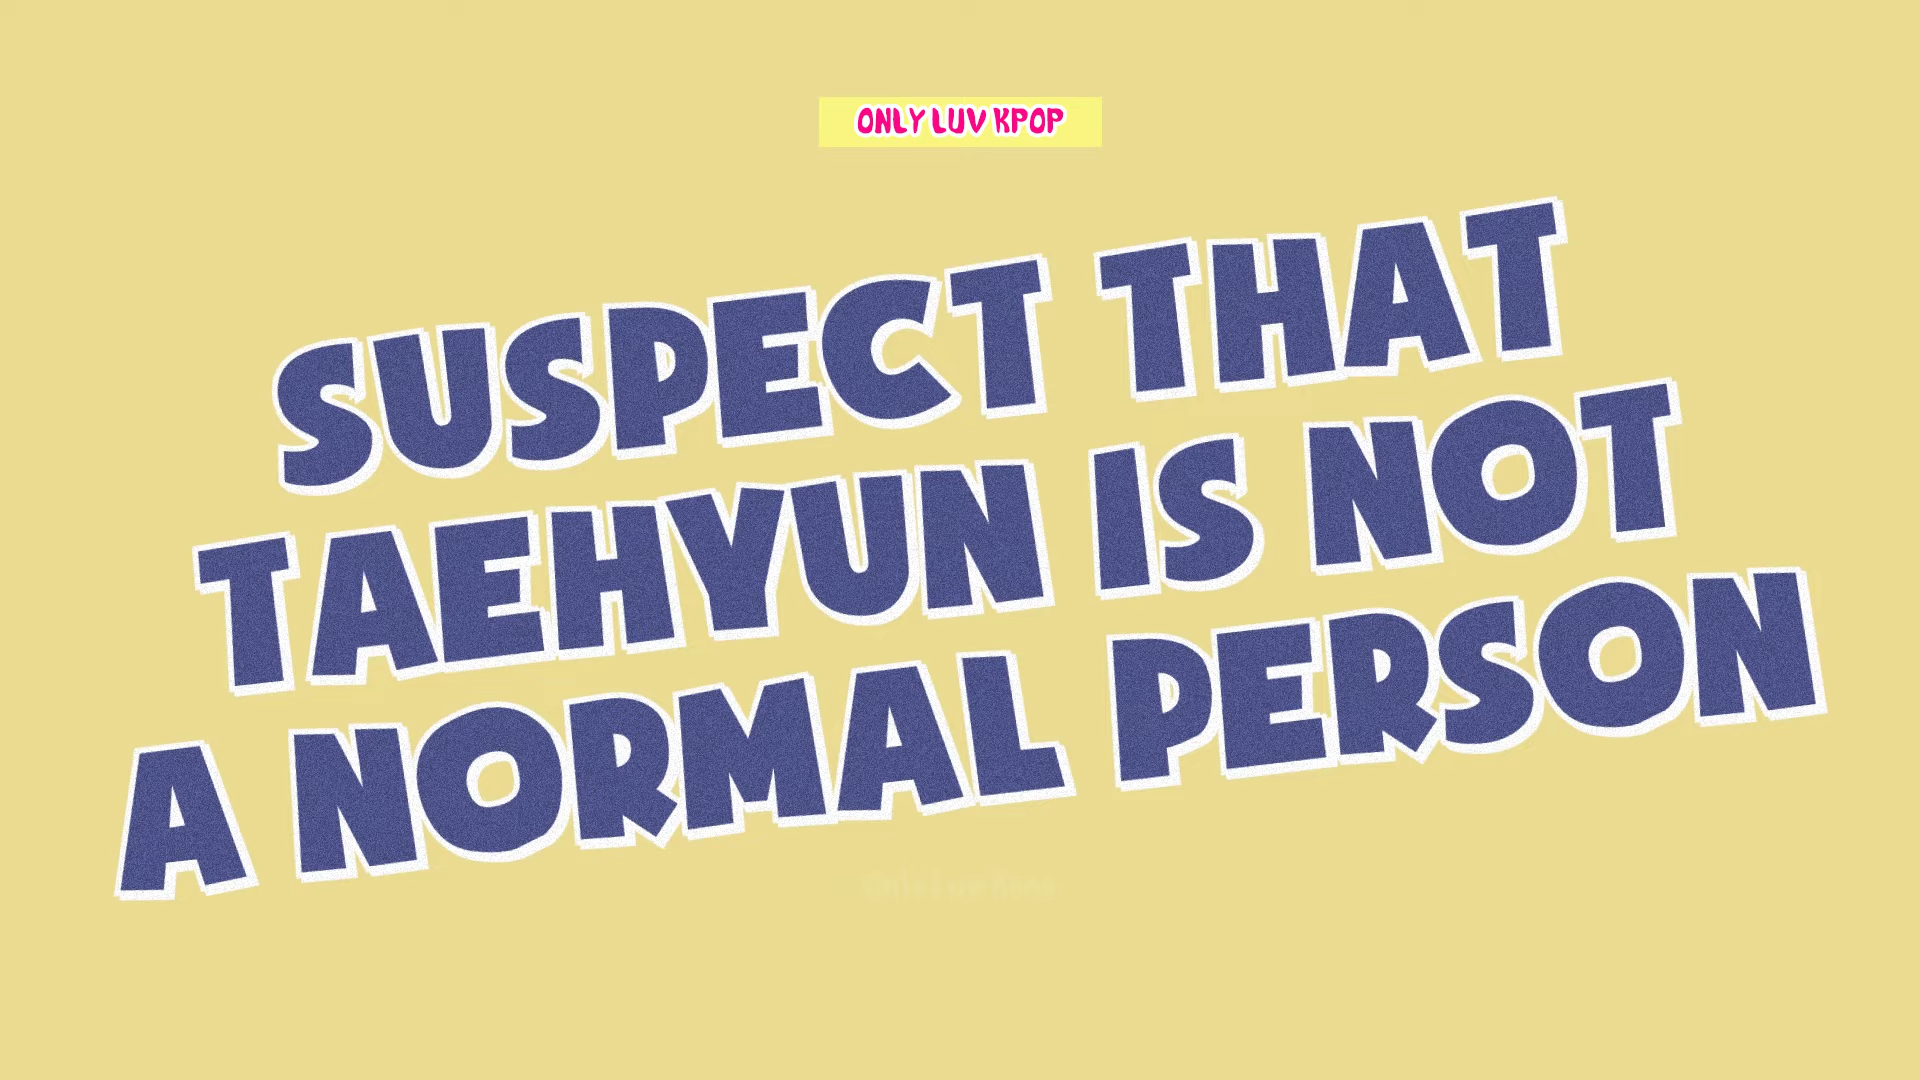 ONLY LUV KPOP
SUSPECT THAT
TAEHYUN IS NOT
A NORMAL PERSON